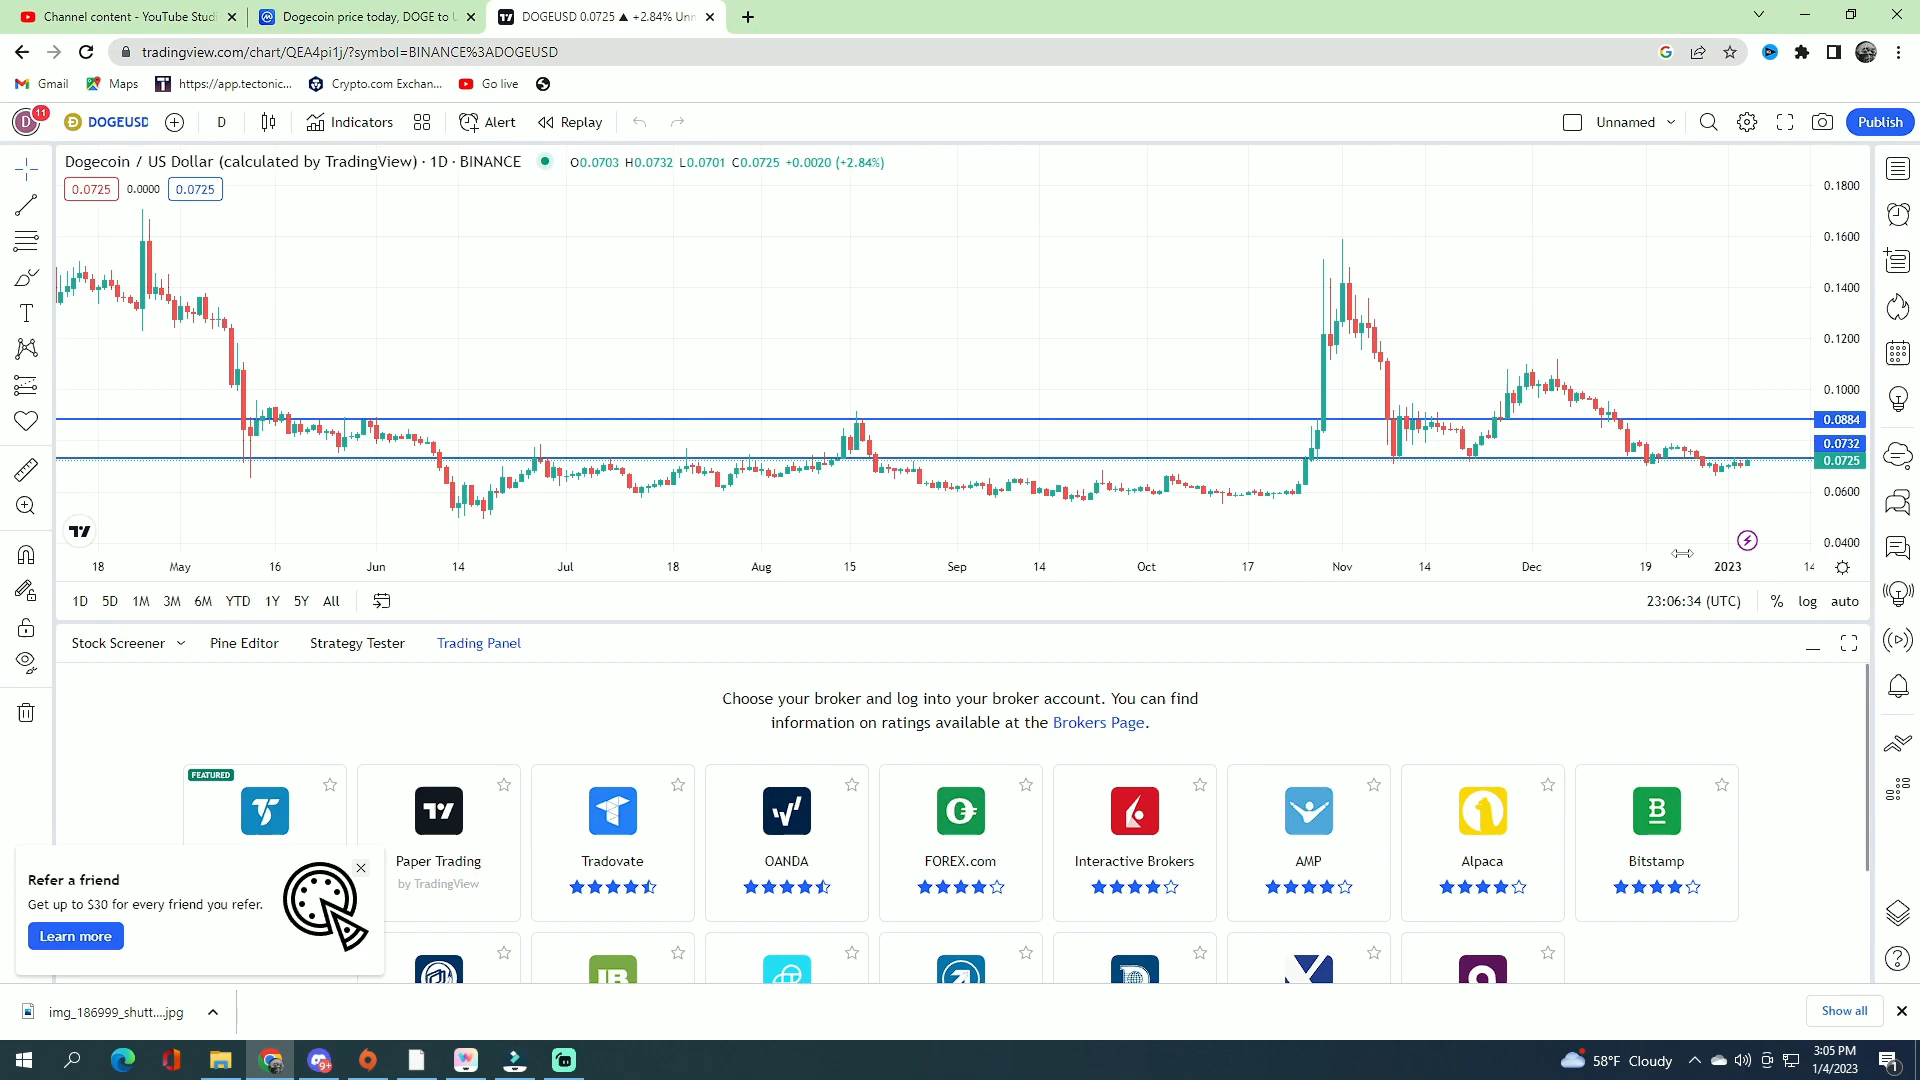 Channel content - YouTube Studi
Dogecoin price today, DOGE to U
DOGEUSD 0.0725 ▲ +2.84% Unn
tradingview.com/chart/QEA4pi1j/?symbol=BINANCE%3ADOGEUSD
Gmail
Maps
https://app.tectonic...
Crypto.com Exchan...
Go live
D
11
DOGEUSD
D
Indicators
Alert
Replay
Unnamed
Publish
Dogecoin / US Dollar (calculated by TradingView) · 1D · BINANCE
O0.0703 H0.0732 L0.0701 C0.0725 +0.0020 (+2.84%)
0.0725 0.0000 0.0725
0.1800
0.1600
0.1400
0.1200
0.1000
0.0884
0.0732
0.0725
0.0600
0.0400
18 May 16 Jun 14 Jul 18 Aug 15 Sep 14 Oct 17 Nov 14 Dec 19 2023 14
1D 5D 1M 3M 6M YTD 1Y 5Y All
23:06:34 (UTC) % log auto
Stock Screener Pine Editor Strategy Tester Trading Panel
Choose your broker and log into your broker account. You can find
information on ratings available at the Brokers Page.
FEATURED
Paper Trading
by TradingView
Tradovate
OANDA
FOREX.com
Interactive Brokers
AMP
Alpaca
Bitstamp
Refer a friend
Get up to $30 for every friend you refer.
Learn more
img_186999_shutt....jpg
Show all
9+
58°F Cloudy
3:05 PM
1/4/2023
1